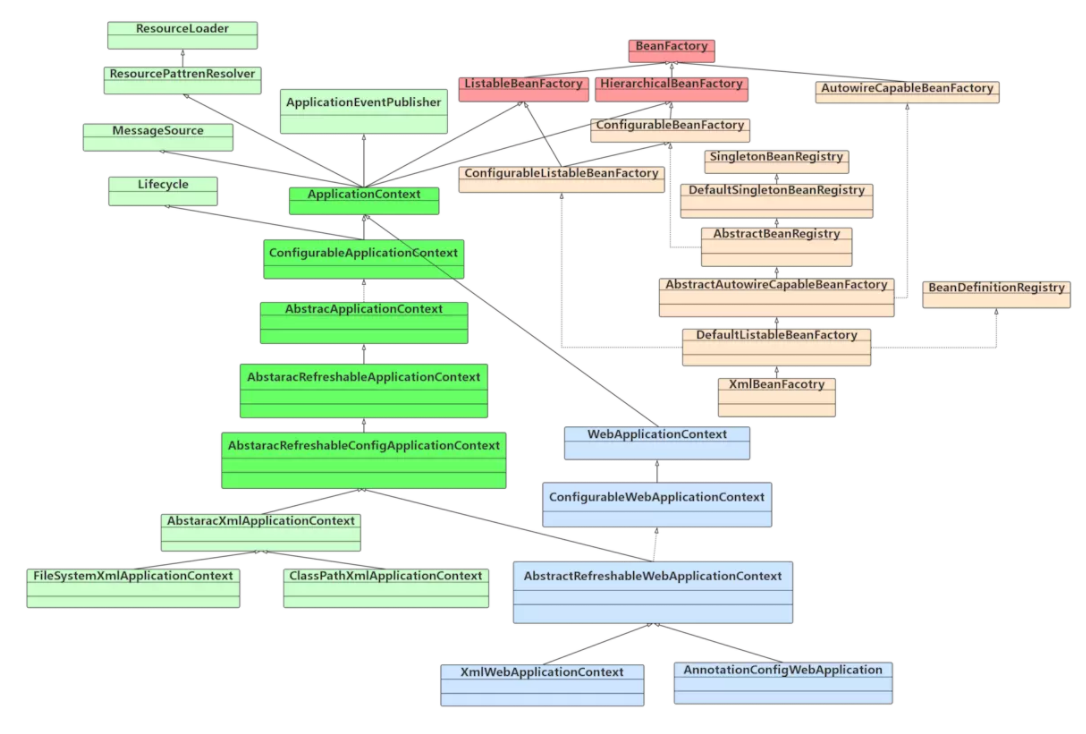 ResourceLoader
BeanFactory
ResourcePattrenResolver
ListableBeanFactory
HierarchicalBeanFactory
AutowireCapableBeanFactory
ApplicationEventPublisher
MessageSource
ConfigurableBeanFactory
SingletonBeanRegistry
Lifecycle
ConfigurableListableBeanFactory
ApplicationContext
DefaultSingletonBeanRegistry
AbstractBeanRegistry
ConfigurableApplicationContext
AbstractAutowireCapableBeanFactory
BeanDefinitionRegistry
AbstracApplicationContext
DefaultListableBeanFactory
AbstaracRefreshableApplicationContext
XmlBeanFacotry
WebApplicationContext
AbstaracRefreshableConfigApplicationContext
ConfigurableWebApplicationContext
AbstaracXmlApplicationContext
FileSystemXmlApplicationContext
ClassPathXmlApplicationContext
AbstractRefreshableWebApplicationContext
XmlWebApplicationContext
AnnotationConfigWebApplication